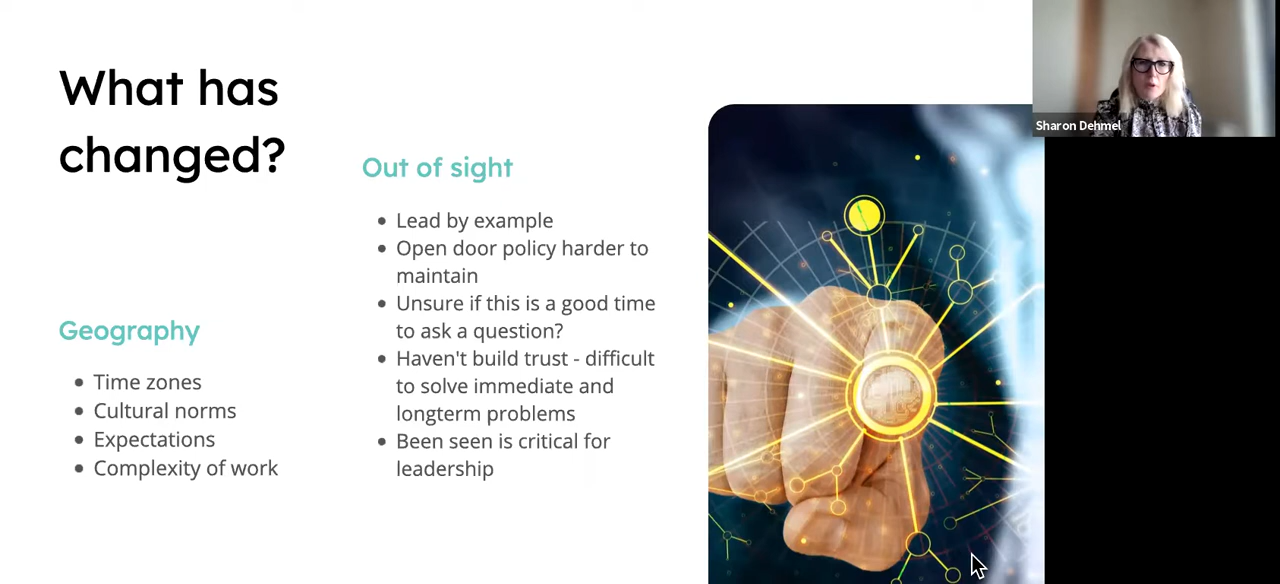 What has
changed?
Geography
Time zones
Cultural norms
Expectations
Complexity of work
Out of sight
Lead by example
Open door policy harder to
maintain
Unsure if this is a good time
to ask a question?
Haven't build trust - difficult
to solve immediate and
longterm problems
Been seen is critical for
leadership
Sharon Dehmel